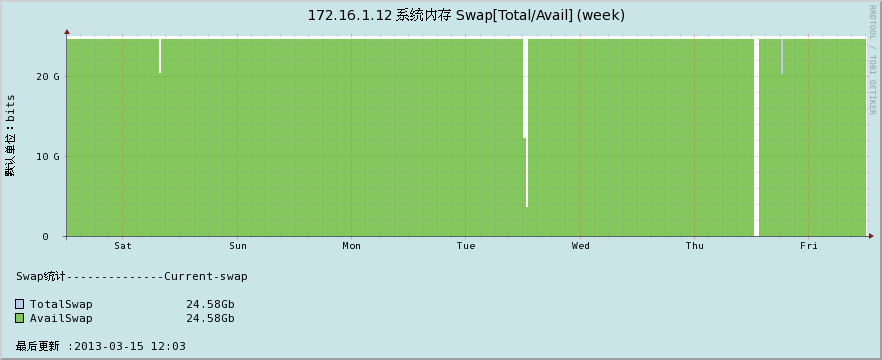 172.16.1.12 系统内存 Swap[Total/Avail] (week)
RRDTOOL / TOBI OETIKER
默认单位：bits
20 G
10 G
0
Sat Sun Mon Tue Wed Thu Fri
Swap统计--------------Current-swap
TotalSwap 24.58Gb
AvailSwap 24.58Gb
最后更新 :2013-03-15 12:03